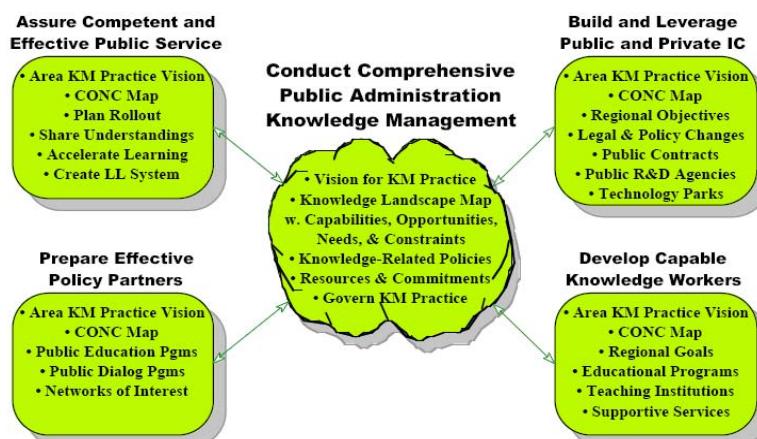 Assure Competent and
Effective Public Service
• Area KM Practice Vision
• CONC Map
• Plan Rollout
• Share Understandings
• Accelerate Learning
• Create LL System
Conduct Comprehensive
Public Administration
Knowledge Management
• Vision for KM Practice
• Knowledge Landscape Map
w. Capabilities, Opportunities,
Needs, & Constraints
• Knowledge-Related Policies
• Resources & Commitments
• Govern KM Practice
Build and Leverage
Public and Private IC
• Area KM Practice Vision
• CONC Map
• Regional Objectives
• Legal & Policy Changes
• Public Contracts
• Public R&D Agencies
• Technology Parks
Prepare Effective
Policy Partners
• Area KM Practice Vision
• CONC Map
• Public Education Pgms
• Public Dialog Pgms
• Networks of Interest
Develop Capable
Knowledge Workers
• Area KM Practice Vision
• CONC Map
• Regional Goals
• Educational Programs
• Teaching Institutions
• Supportive Services